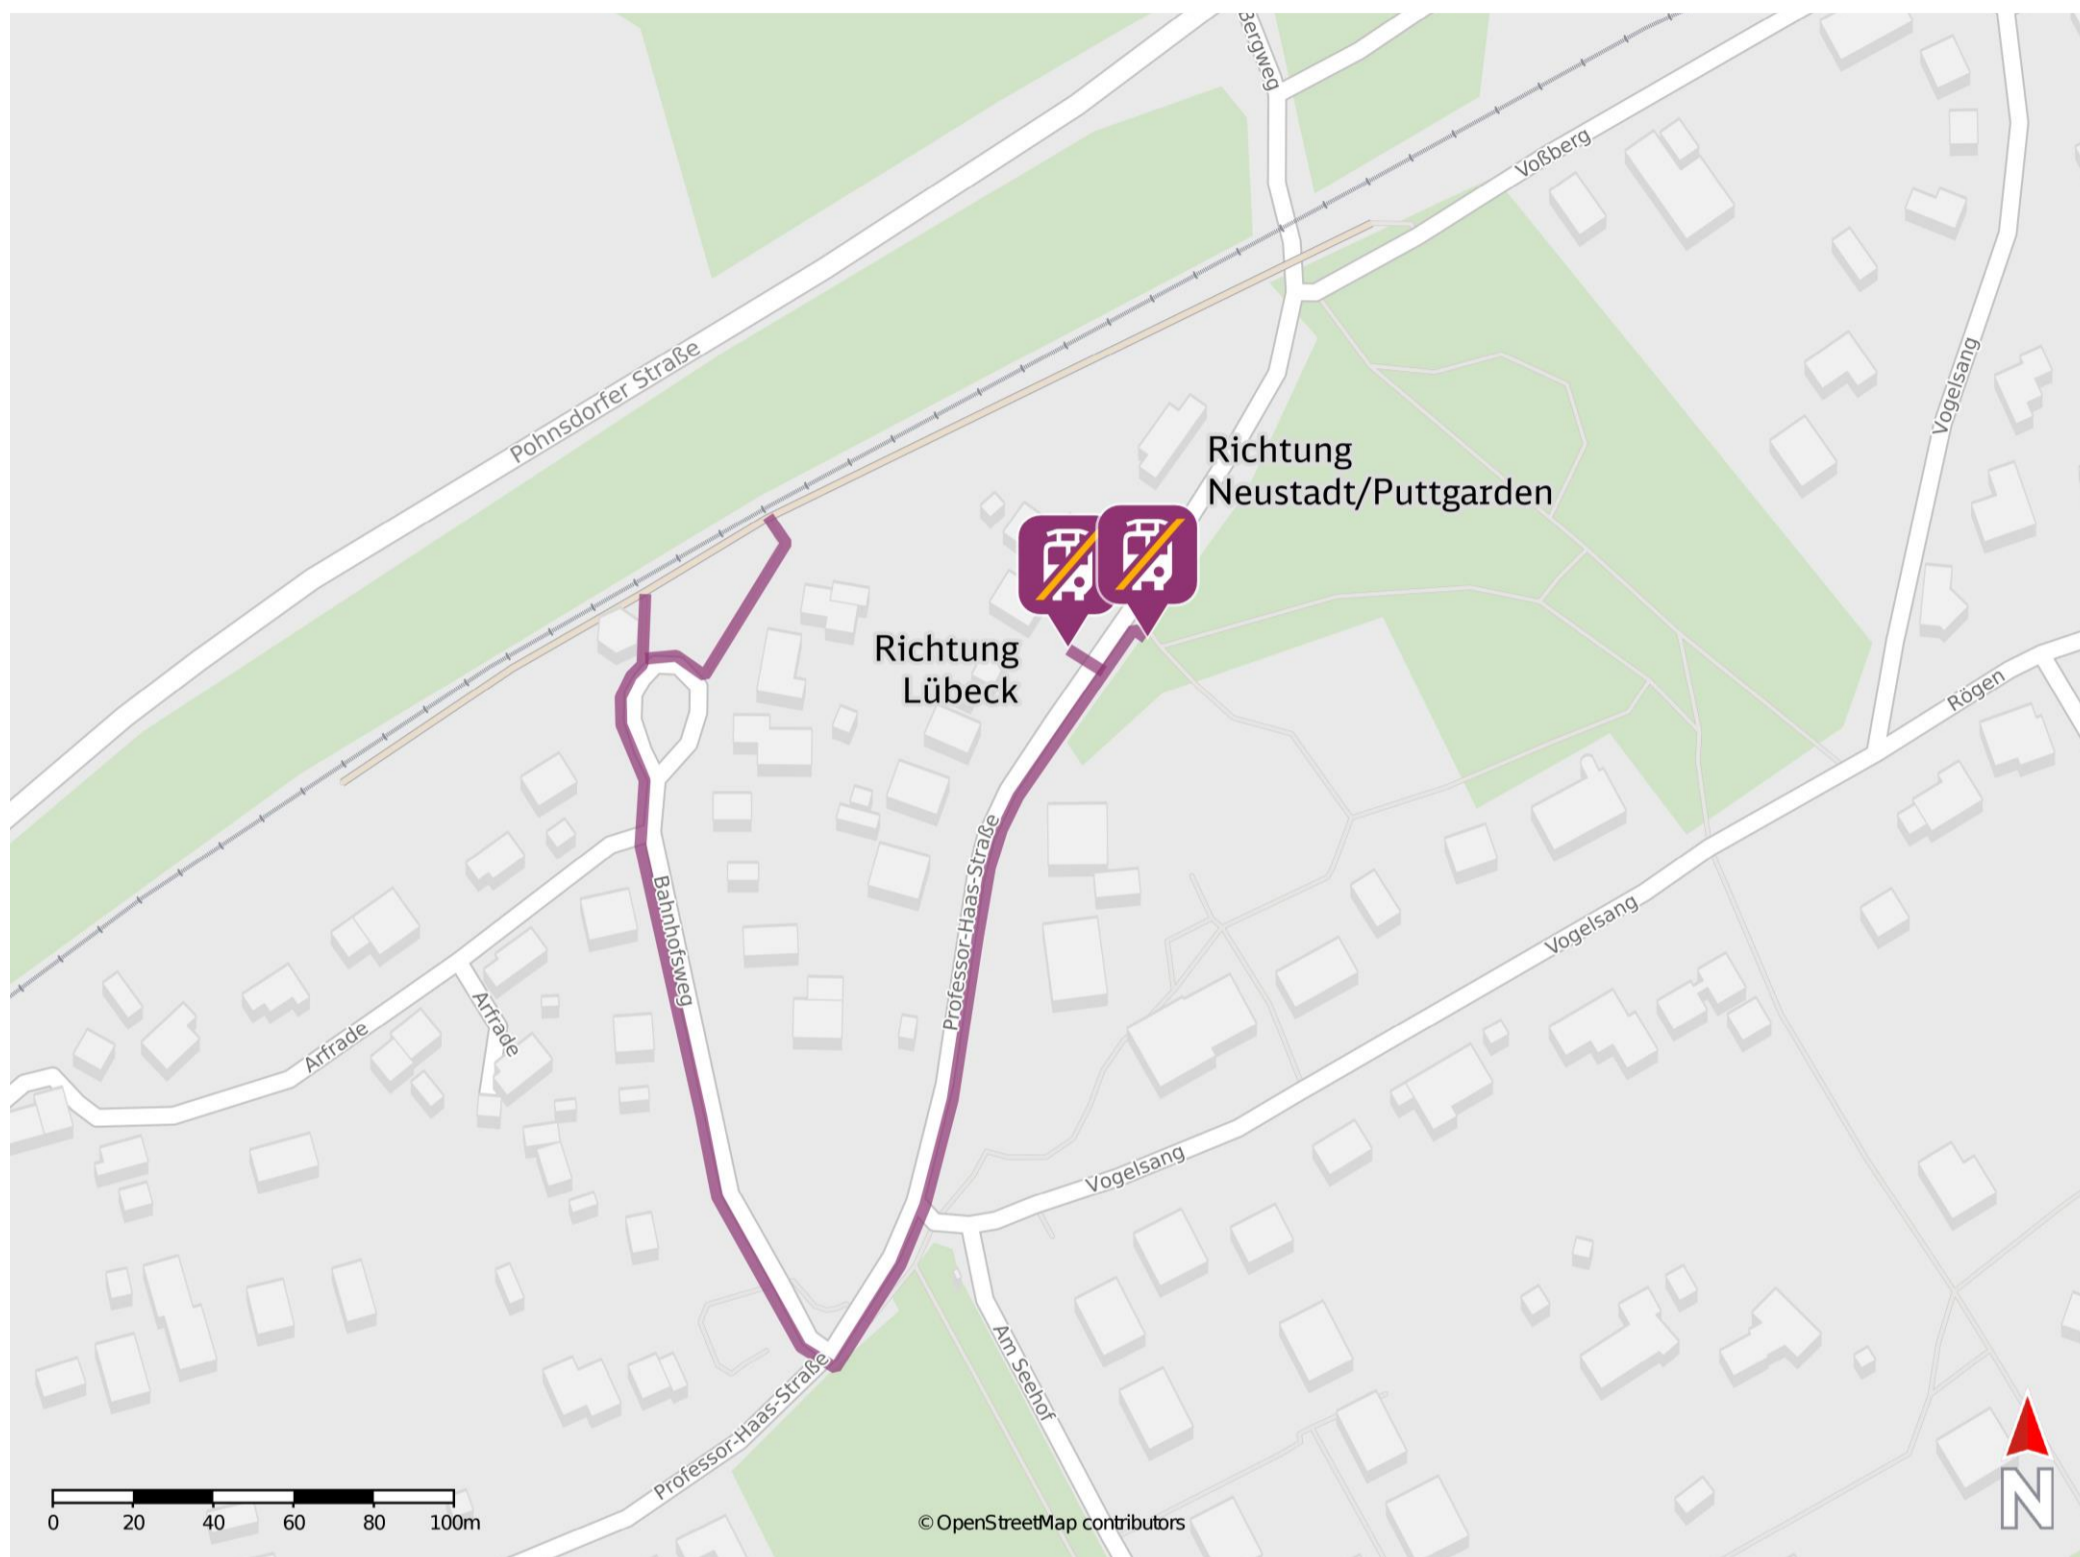 Bergweg
Voßberg
Pohnsdorfer Straße
Vogelsang
Richtung
Neustadt/Puttgarden
Richtung
Lübeck
Rögen
Professor-Haas-Straße
Bahnhofsweg
Vogelsang
Arfrade
Arfrade
Vogelsang
Am Seehof
Professor-Haas-Straße
N
0 20 40 60 80 100m
© OpenStreetMap contributors